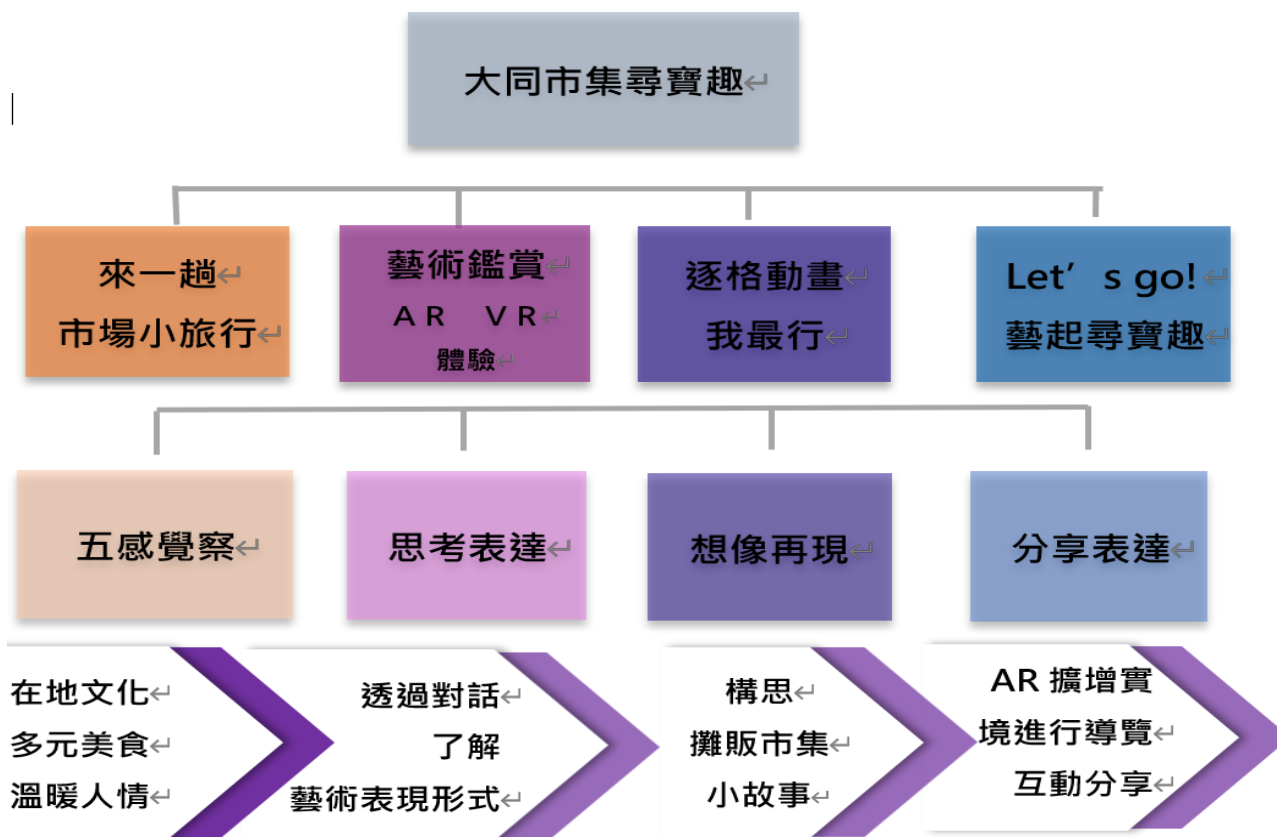 大同市集尋寶趣↵
來一趟↵
市場小旅行↵
藝術鑑賞↵
ＡＲ　ＶＲ↵
體驗↵
逐格動畫↵
我最行↵
Let’s go!↵
藝起尋寶趣↵
五感覺察↵
思考表達↵
想像再現↵
分享表達↵
在地文化↵
多元美食↵
溫暖人情↵
透過對話↵
了解
藝術表現形式↵
構思↵
攤販市集↵
小故事↵
AR 擴增實
境進行導覽↵
互動分享↵